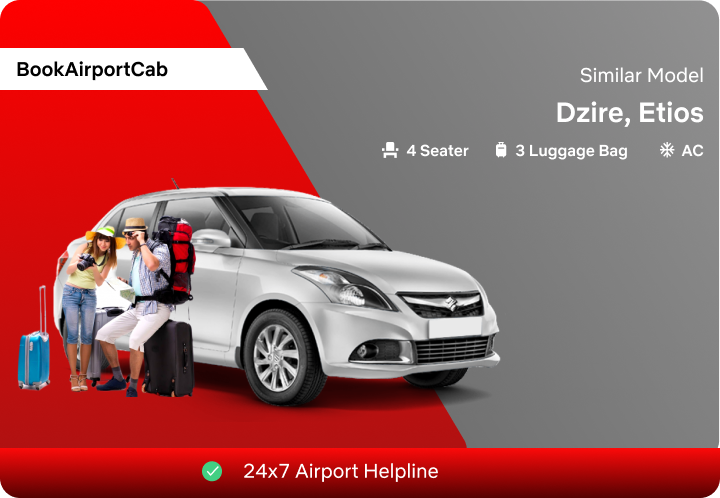 BookAirportCab
Similar Model
Dzire, Etios
4 Seater 3 Luggage Bag AC
24x7 Airport Helpline